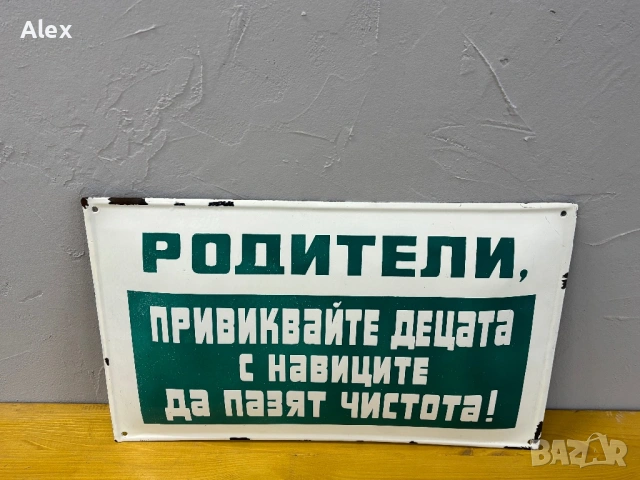 Alex
РОДИТЕЛИ,
ПРИВИКВАЙТЕ ДЕЦАТА
С НАВИЦИТЕ
ДА ПАЗЯТ ЧИСТОТА!
BAZAR